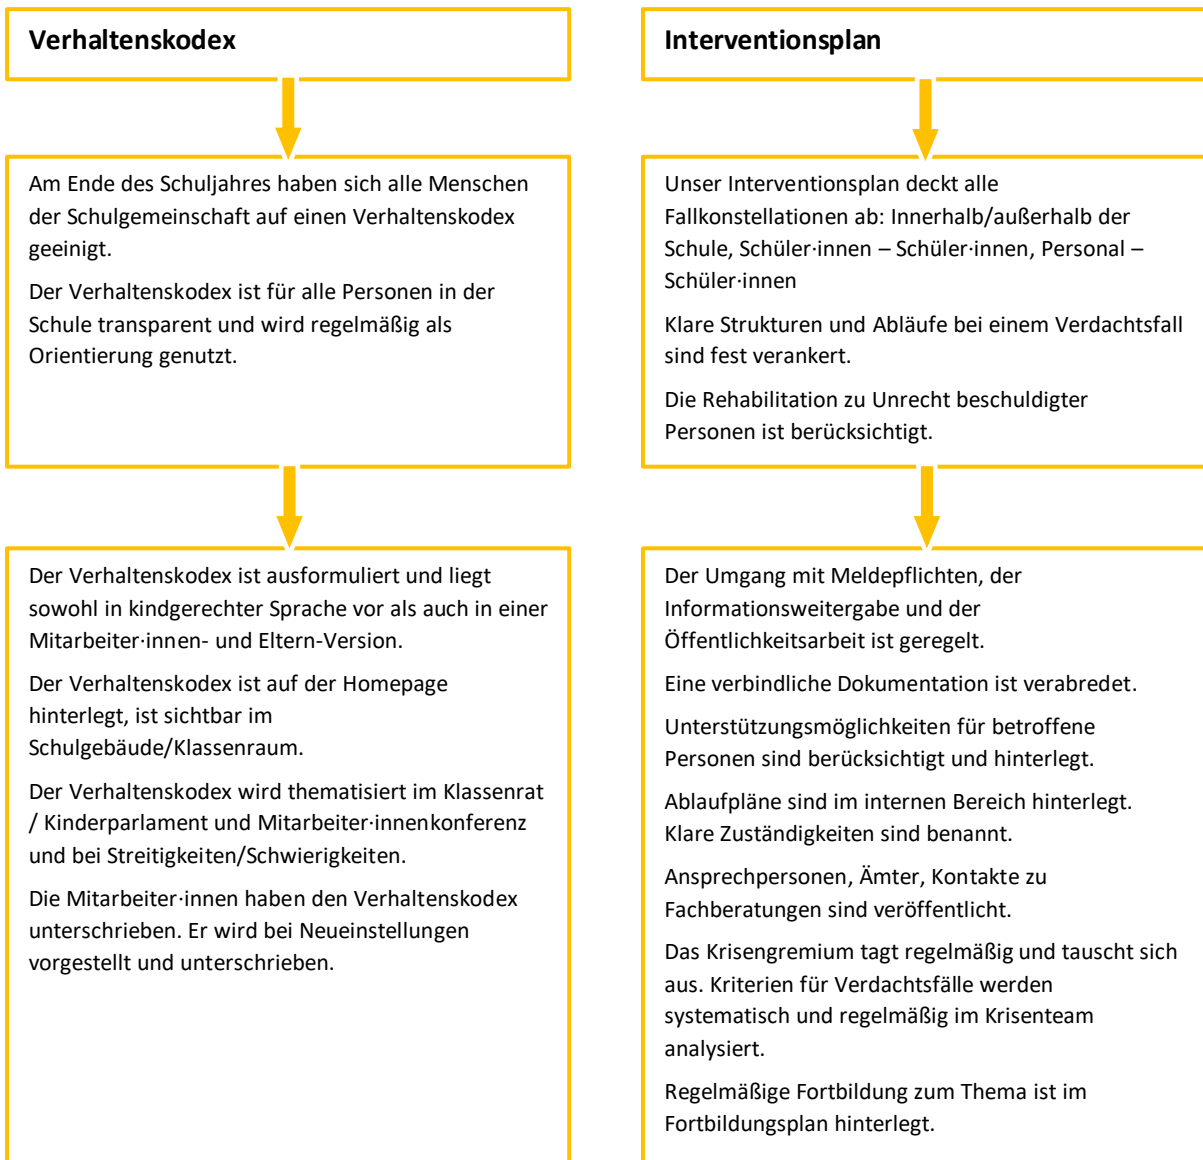 Verhaltenskodex
Am Ende des Schuljahres haben sich alle Menschen
der Schulgemeinschaft auf einen Verhaltenskodex
geeinigt.
Der Verhaltenskodex ist für alle Personen in der
Schule transparent und wird regelmäßig als
Orientierung genutzt.
Der Verhaltenskodex ist ausformuliert und liegt
sowohl in kindgerechter Sprache vor als auch in einer
Mitarbeiter·innen- und Eltern-Version.
Der Verhaltenskodex ist auf der Homepage
hinterlegt, ist sichtbar im
Schulgebäude/Klassenraum.
Der Verhaltenskodex wird thematisiert im Klassenrat
/ Kinderparlament und Mitarbeiter·innenkonferenz
und bei Streitigkeiten/Schwierigkeiten.
Die Mitarbeiter·innen haben den Verhaltenskodex
unterschrieben. Er wird bei Neueinstellungen
vorgestellt und unterschrieben.
Interventionsplan
Unser Interventionsplan deckt alle
Fallkonstellationen ab: Innerhalb/außerhalb der
Schule, Schüler·innen – Schüler·innen, Personal –
Schüler·innen
Klare Strukturen und Abläufe bei einem Verdachtsfall
sind fest verankert.
Die Rehabilitation zu Unrecht beschuldigter
Personen ist berücksichtigt.
Der Umgang mit Meldepflichten, der
Informationsweitergabe und der
Öffentlichkeitsarbeit ist geregelt.
Eine verbindliche Dokumentation ist verabredet.
Unterstützungsmöglichkeiten für betroffene
Personen sind berücksichtigt und hinterlegt.
Ablaufpläne sind im internen Bereich hinterlegt.
Klare Zuständigkeiten sind benannt.
Ansprechpersonen, Ämter, Kontakte zu
Fachberatungen sind veröffentlicht.
Das Krisengremium tagt regelmäßig und tauscht sich
aus. Kriterien für Verdachtsfälle werden
systematisch und regelmäßig im Krisenteam
analysiert.
Regelmäßige Fortbildung zum Thema ist im
Fortbildungsplan hinterlegt.